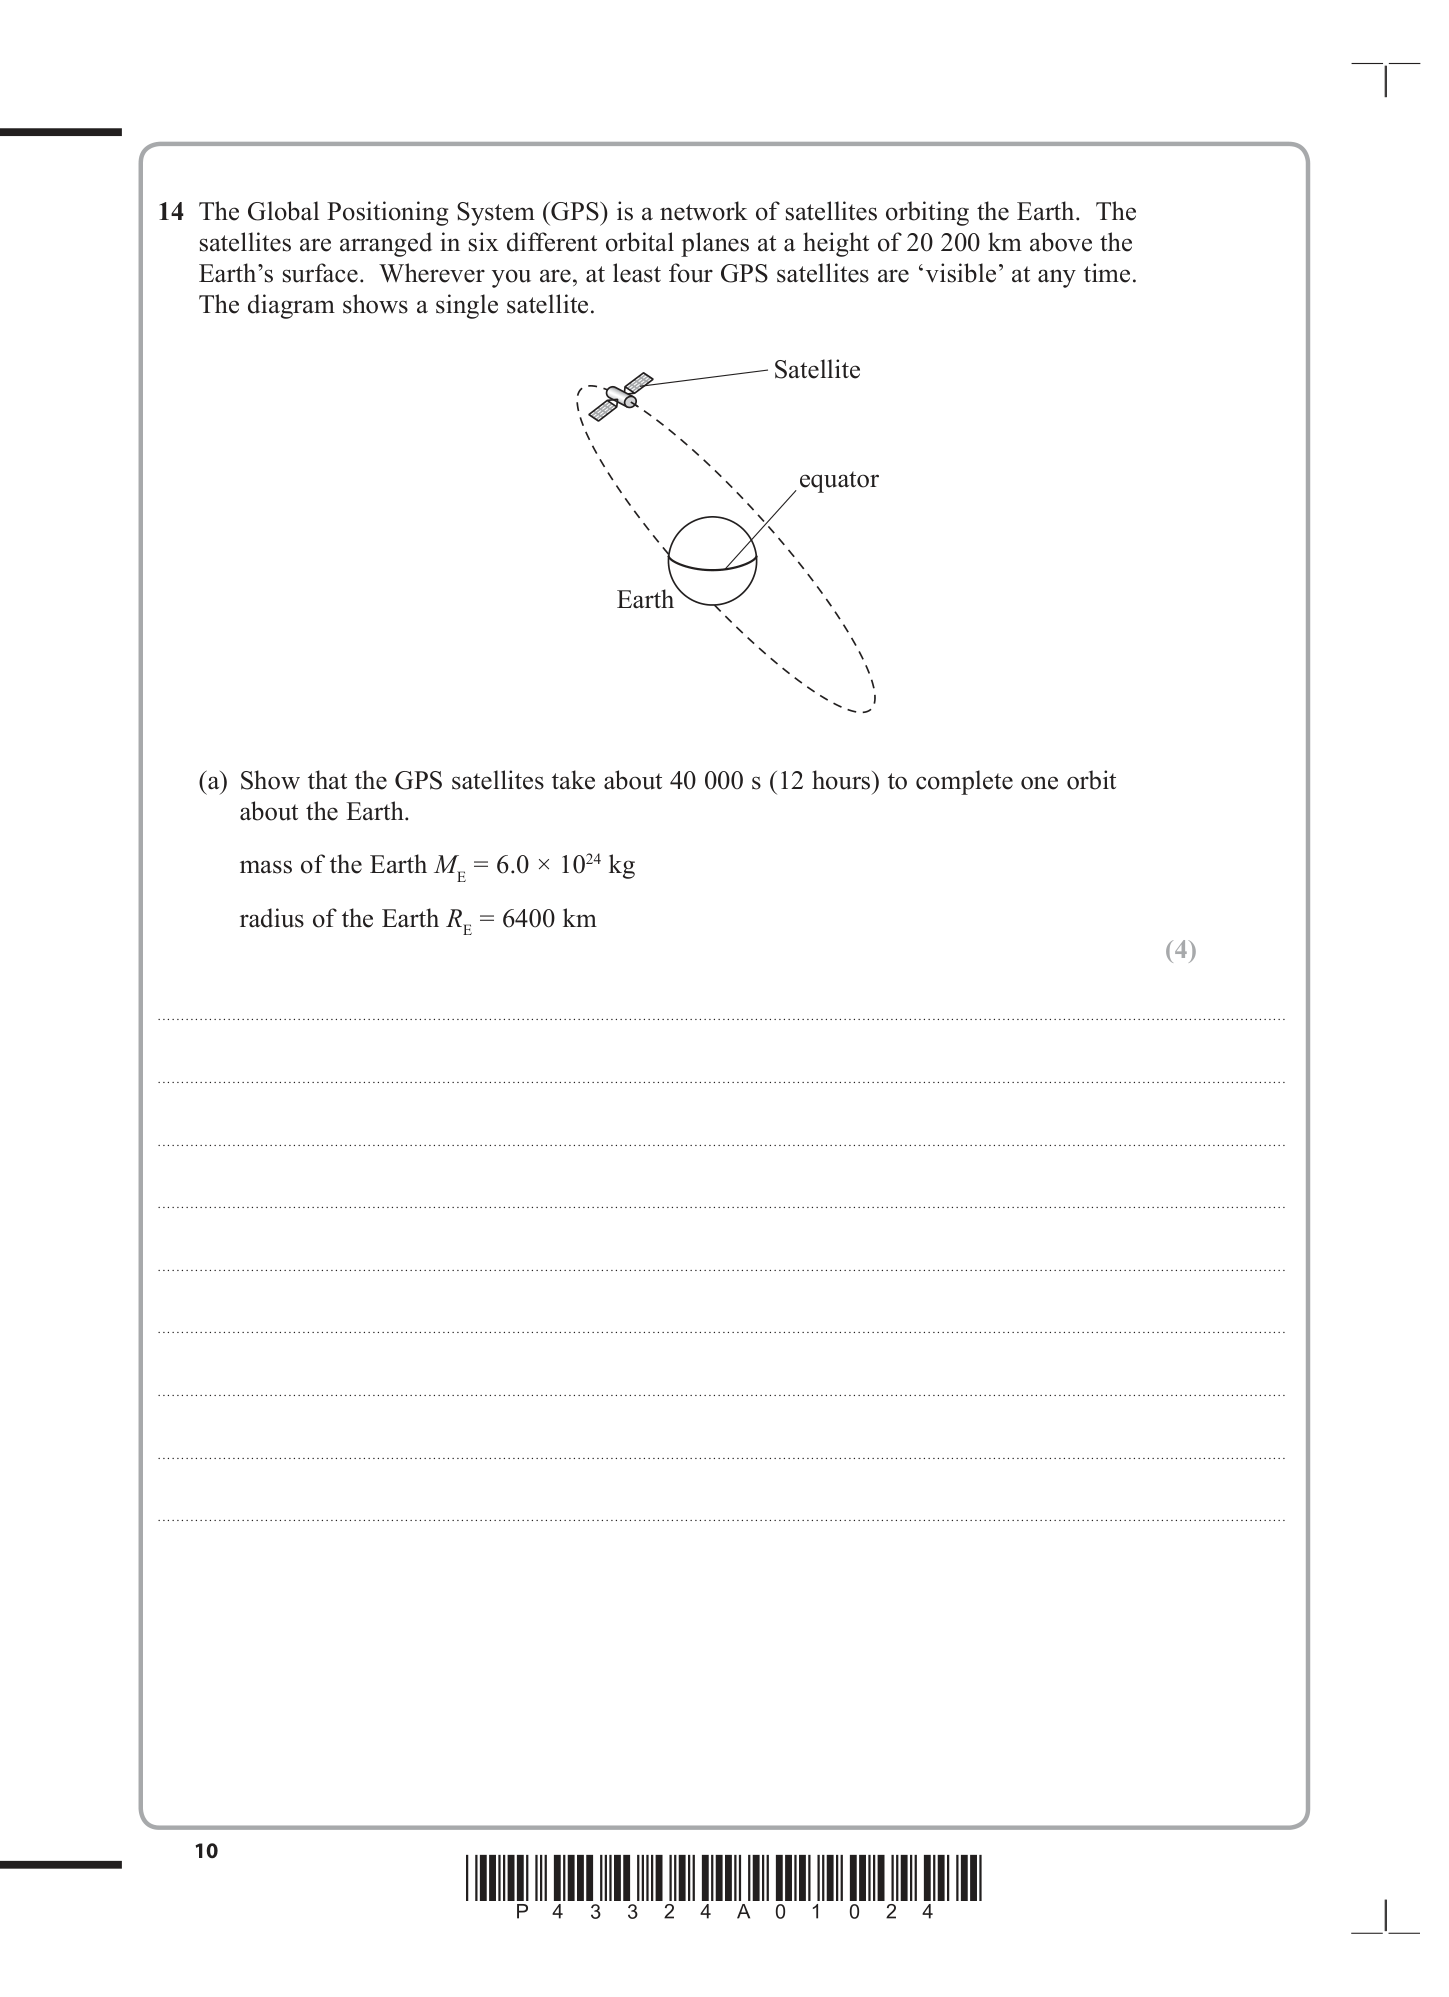 14 The Global Positioning System (GPS) is a network of satellites orbiting the Earth. The
satellites are arranged in six different orbital planes at a height of 20 200 km above the
Earth’s surface. Wherever you are, at least four GPS satellites are ‘visible’ at any time.
The diagram shows a single satellite.
Satellite
equator
Earth
(a) Show that the GPS satellites take about 40 000 s (12 hours) to complete one orbit
about the Earth.
mass of the Earth M_E = 6.0 × 10²⁴ kg
radius of the Earth R_E = 6400 km
(4)
10
P 4 3 3 2 4 A 0 1 0 2 4